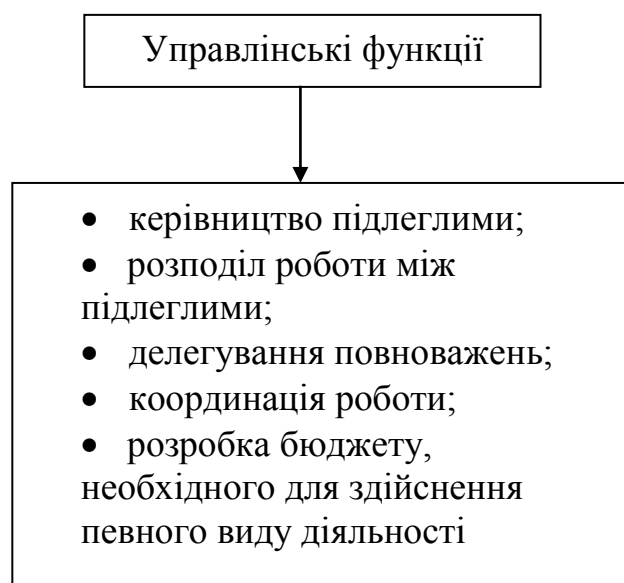 Управлінські функції
• керівництво підлеглими;
• розподіл роботи між
підлеглими;
• делегування повноважень;
• координація роботи;
• розробка бюджету,
необхідного для здійснення
певного виду діяльності